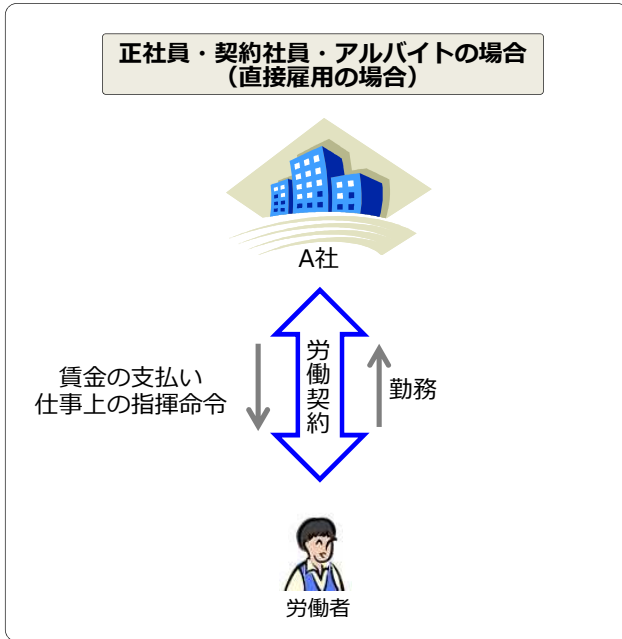 正社員・契約社員・アルバイトの場合
（直接雇用の場合）
A社
賃金の支払い
仕事上の指揮命令
労働契約
勤務
労働者